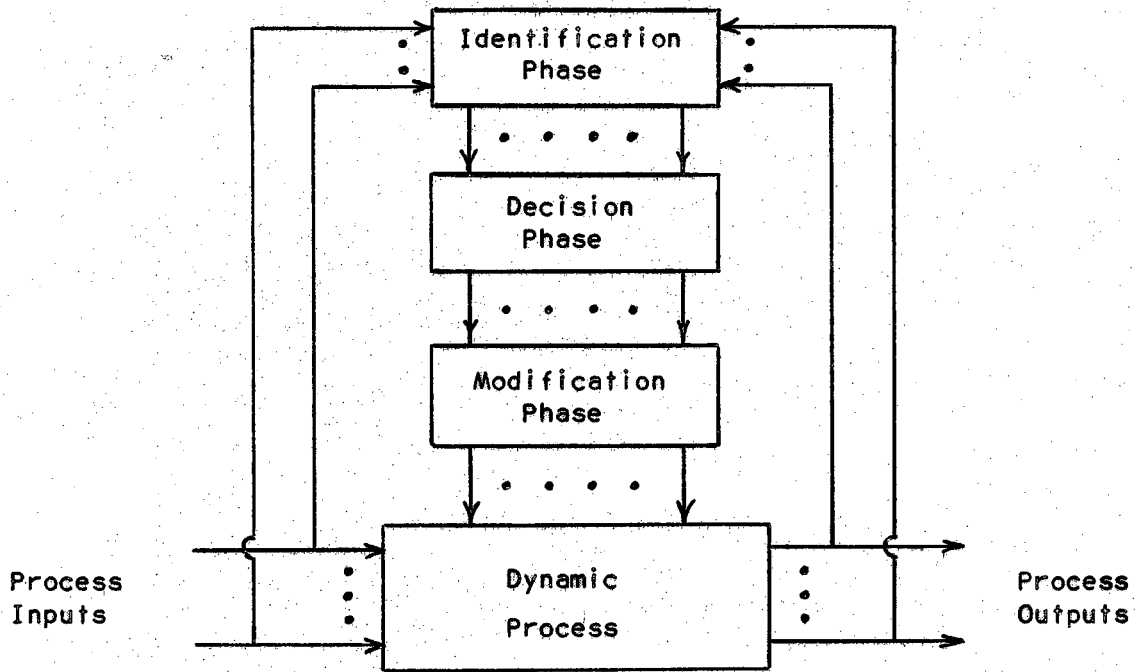 Identification
Phase
Decision
Phase
Modification
Phase
Process
Inputs
Dynamic
Process
Process
Outputs